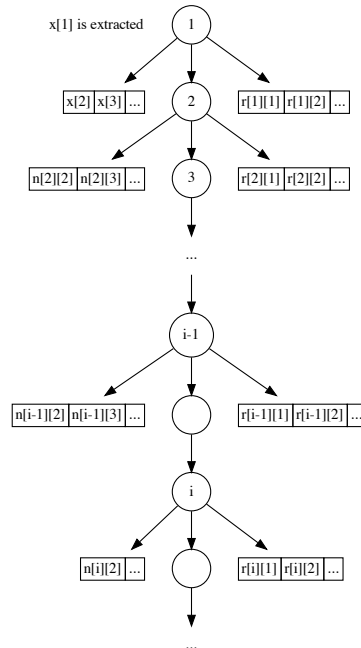 x[1] is extracted 1
x[2] x[3] ... 2 r[1][1] r[1][2] ...
n[2][2] n[2][3] ... 3 r[2][1] r[2][2] ...
...
i-1
n[i-1][2] n[i-1][3] ... r[i-1][1] r[i-1][2] ...
i
n[i][2] ... r[i][1] r[i][2] ...
...